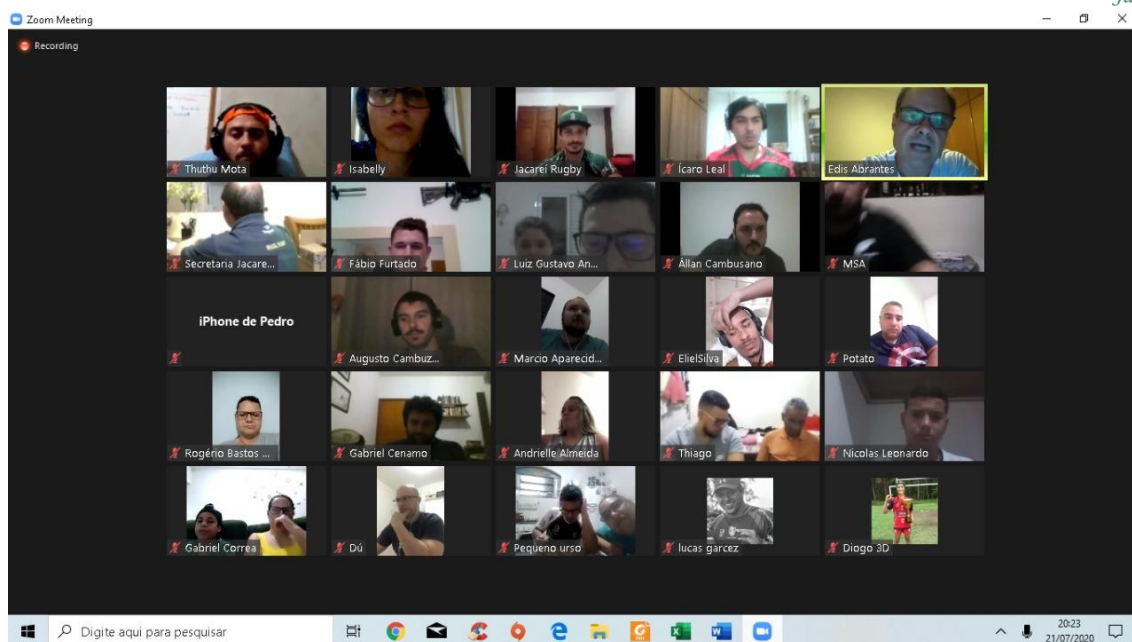 Zoom Meeting
Recording
Thuthu Mota
Isabelly
Jacareí Rugby
Ícaro Leal
Edis Abrantes
Secretaria Jacare...
Fábio Furtado
Luiz Gustavo An...
Állan Cambusano
MSA
iPhone de Pedro
Augusto Cambuz...
Marcio Aparecid...
ElielSilva
Potato
Rogério Bastos ...
Gabriel Cenamo
Andrielle Almeida
Thiago
Nicolas Leonardo
Gabriel Correa
Dú
Pequeno urso
lucas garcez
Diogo 3D
Digite aqui para pesquisar
20:23
21/07/2020